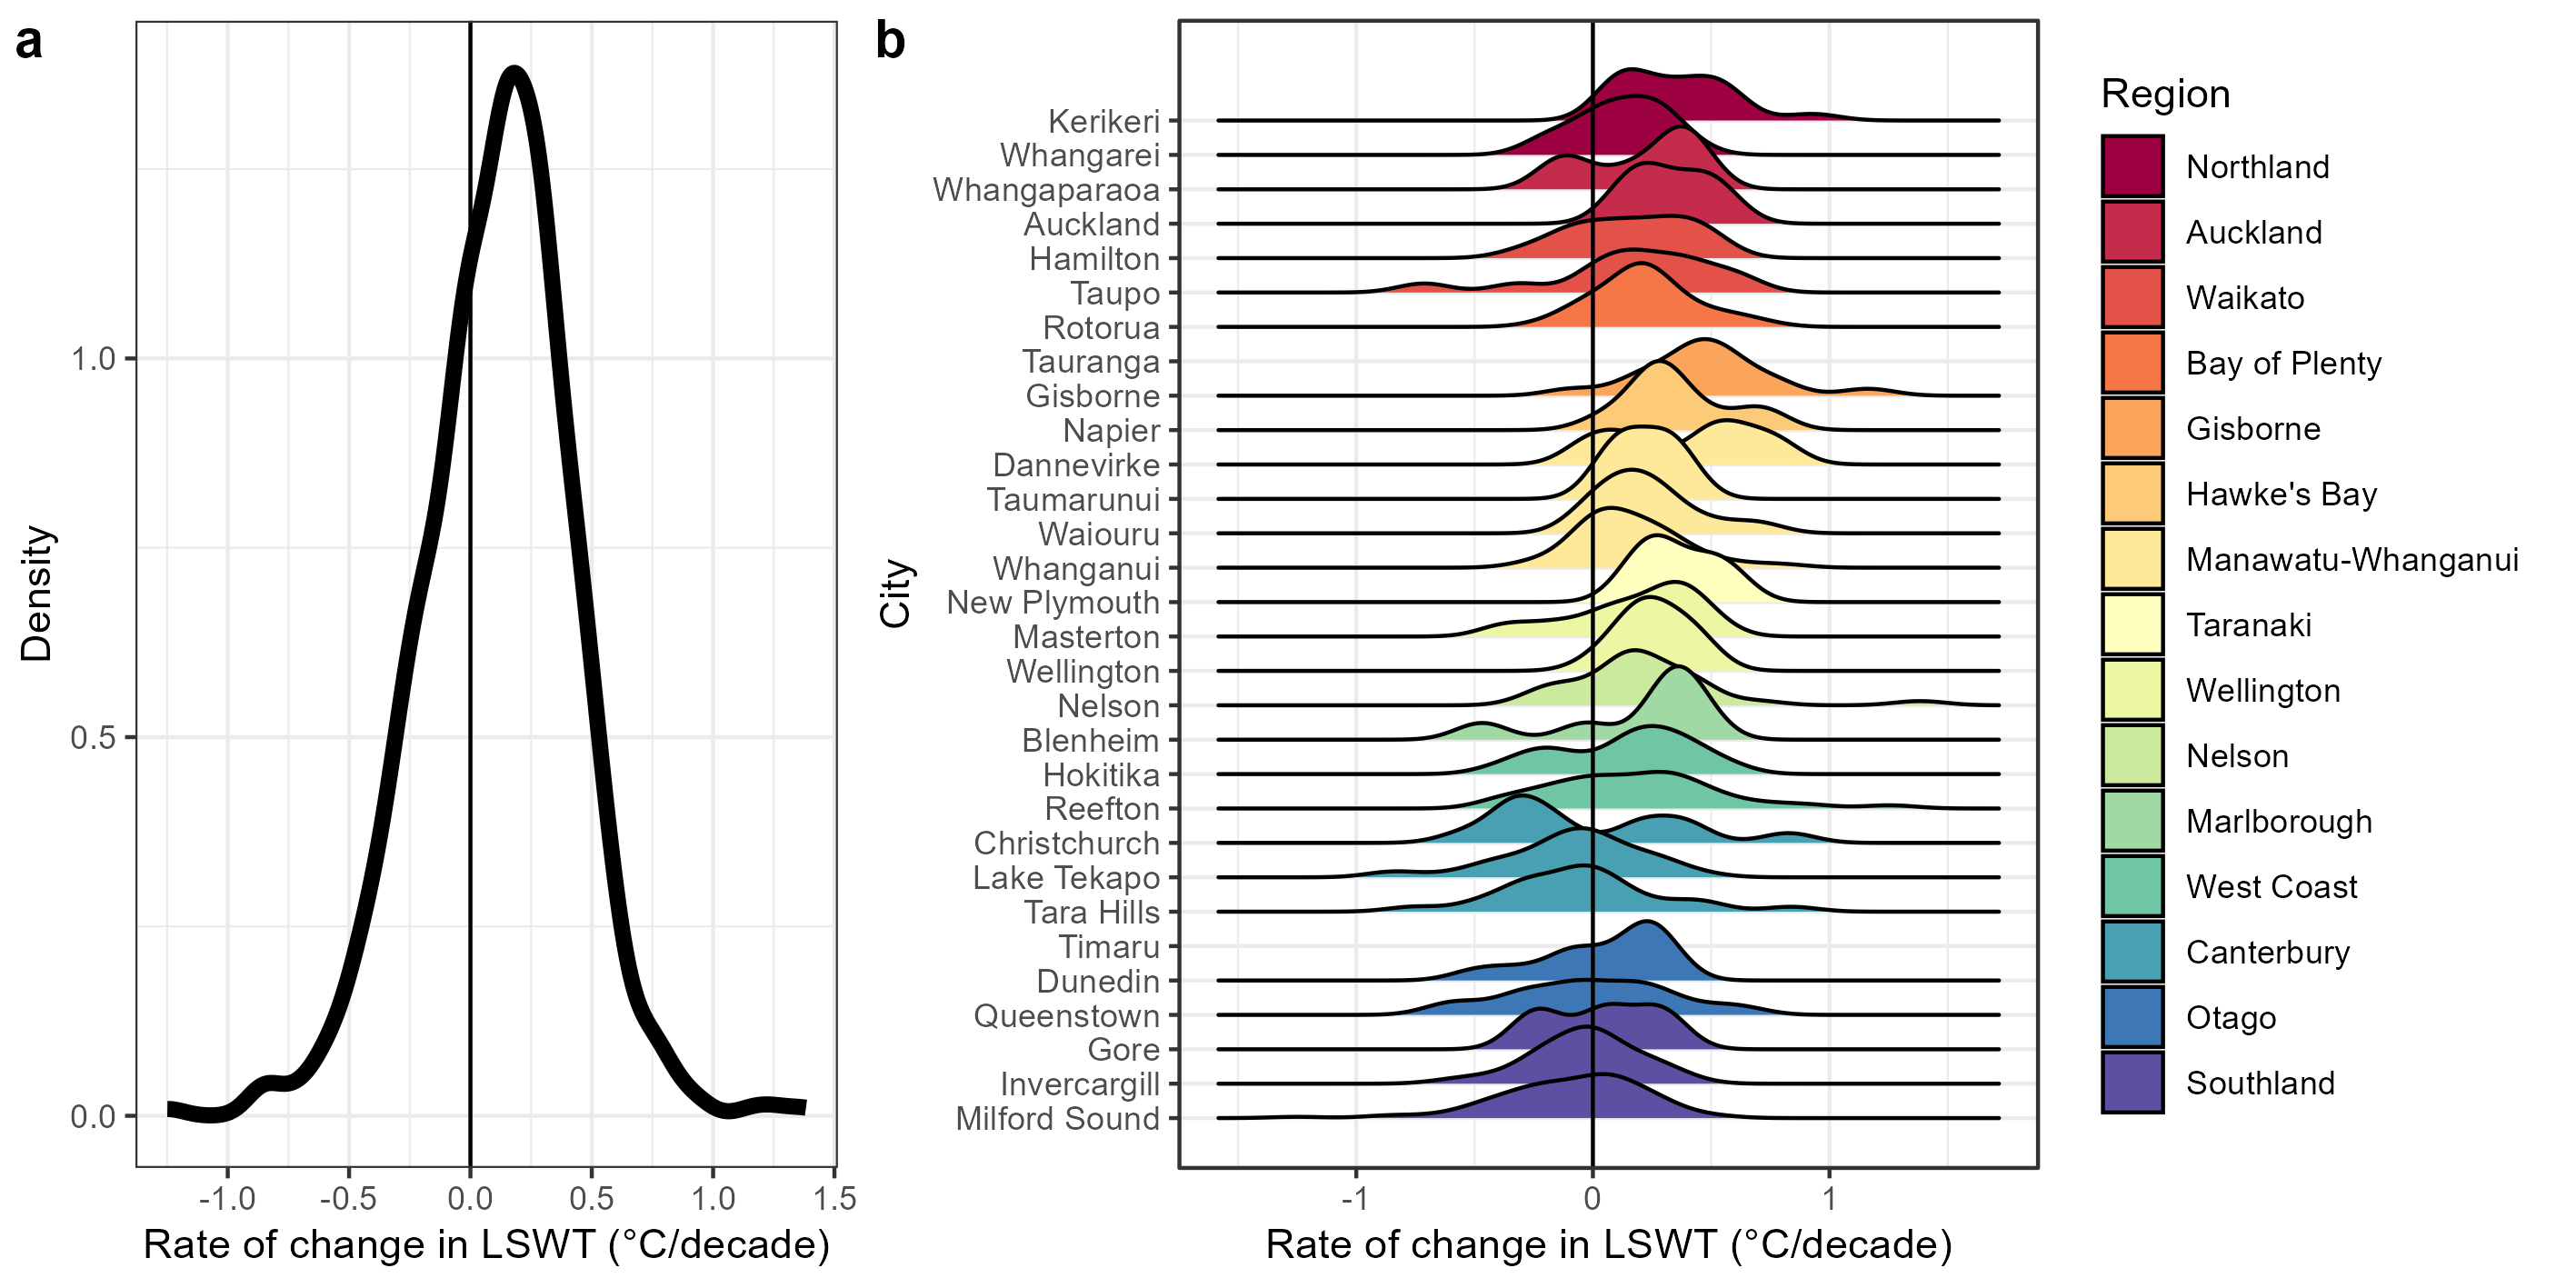 a
Density
1.0
0.5
0.0
-1.0 -0.5 0.0 0.5 1.0 1.5
Rate of change in LSWT (°C/decade)
b
City
Kerikeri
Whangarei
Whangaparaoa
Auckland
Hamilton
Taupo
Rotorua
Tauranga
Gisborne
Napier
Dannevirke
Taumarunui
Waiouru
Whanganui
New Plymouth
Masterton
Wellington
Nelson
Blenheim
Hokitika
Reefton
Christchurch
Lake Tekapo
Tara Hills
Timaru
Dunedin
Queenstown
Gore
Invercargill
Milford Sound
-1 0 1
Rate of change in LSWT (°C/decade)
Region
Northland
Auckland
Waikato
Bay of Plenty
Gisborne
Hawke's Bay
Manawatu-Whanganui
Taranaki
Wellington
Nelson
Marlborough
West Coast
Canterbury
Otago
Southland